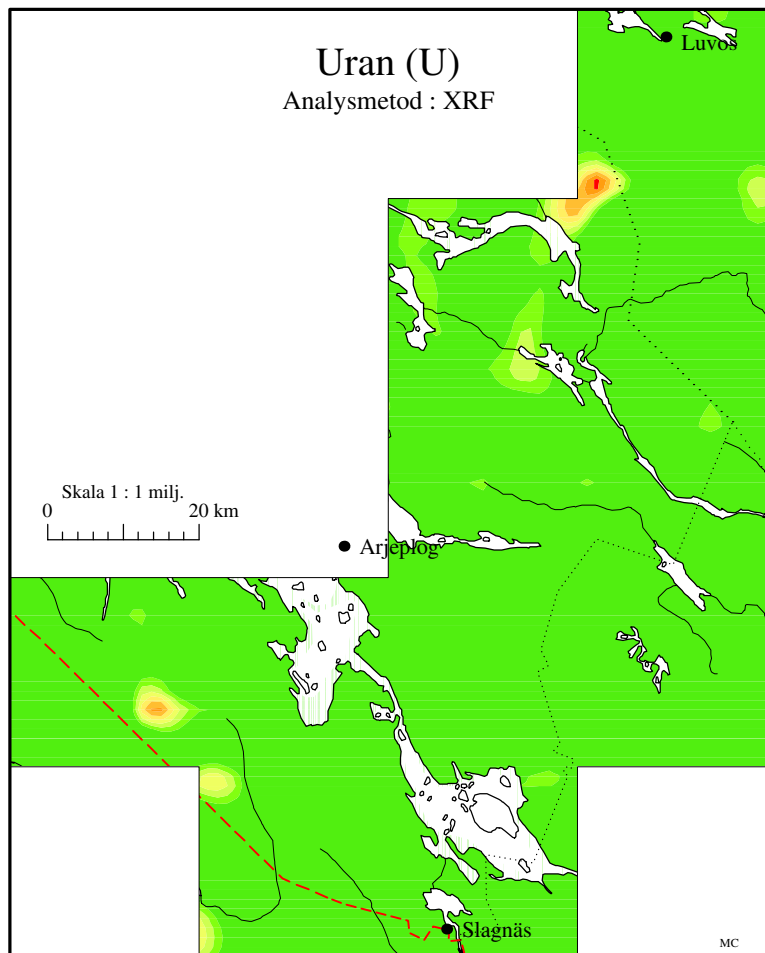 Uran (U)
Analysmetod : XRF
Luvos
Skala 1 : 1 milj.
0 20 km
Arjeplog
Slagnäs
MC